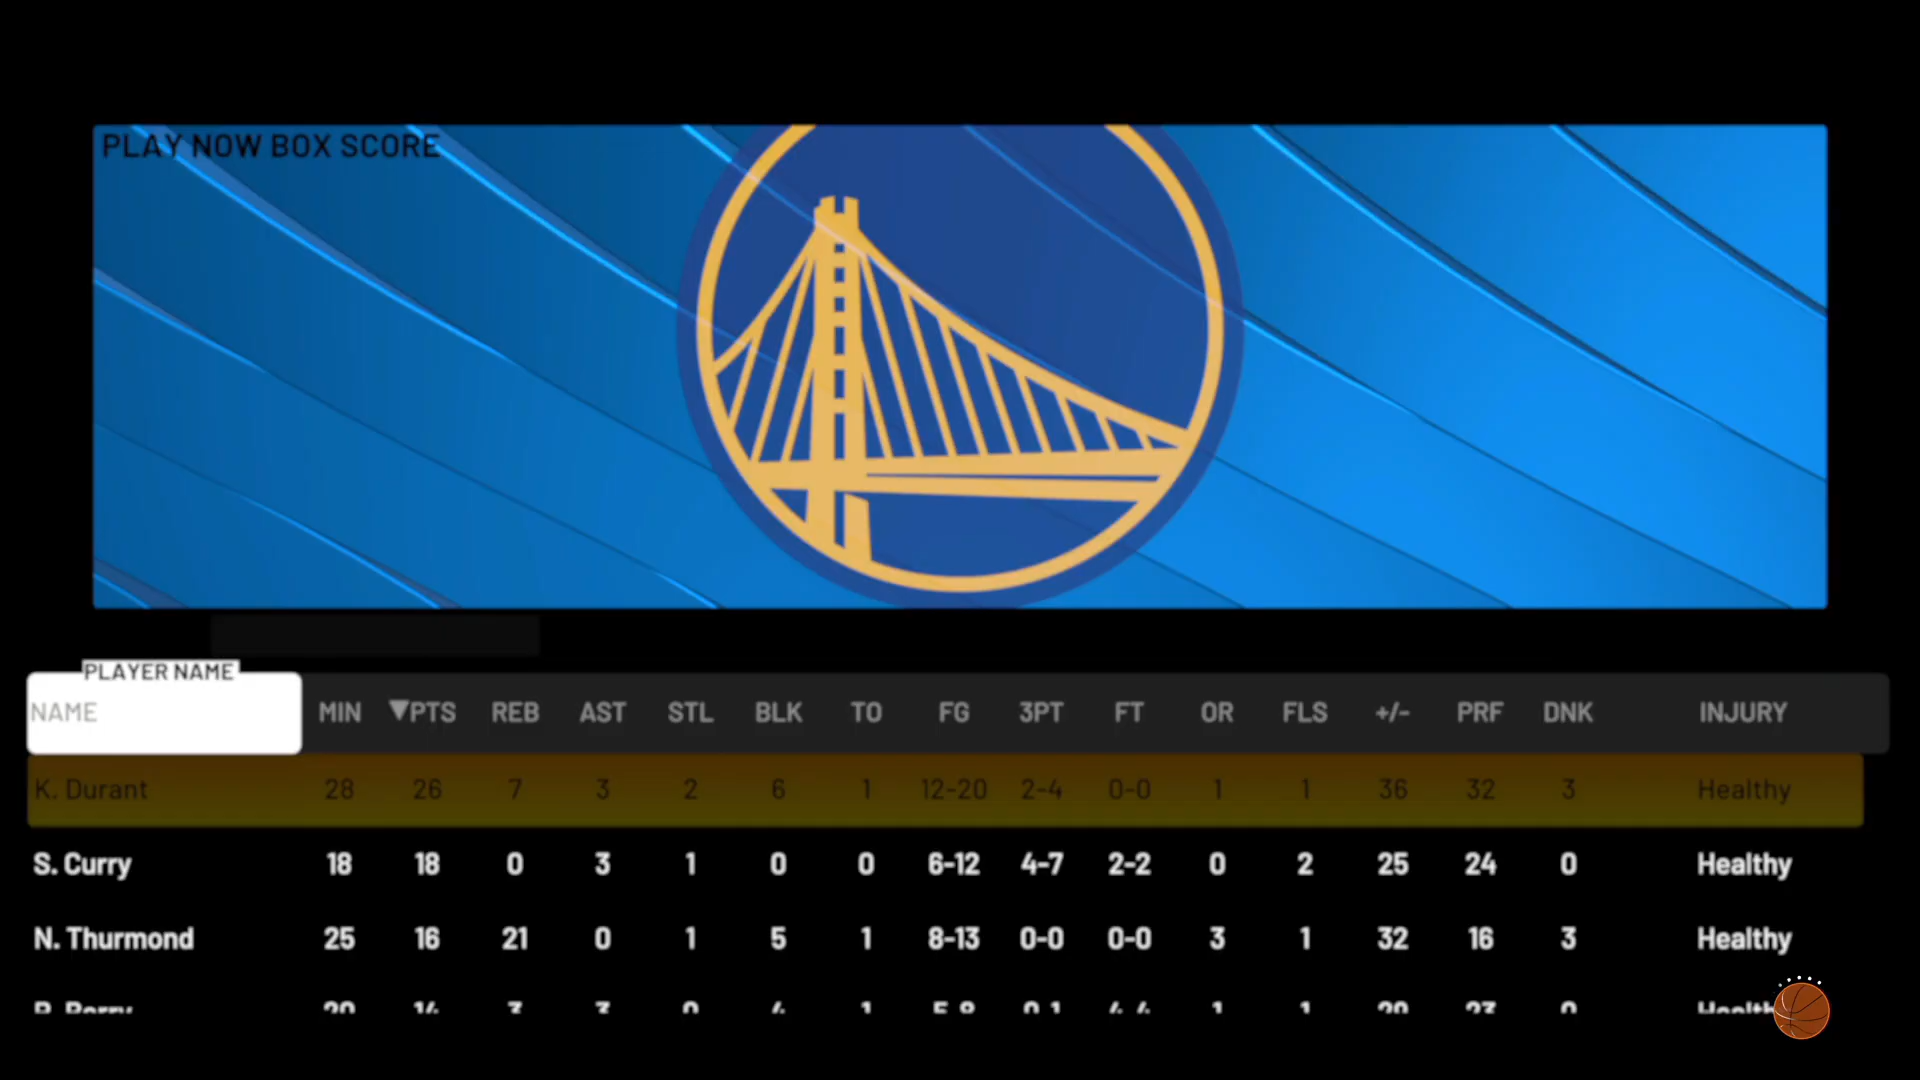 PLAY NOW BOX SCORE
PLAYER NAME
NAME MIN ▼PTS REB AST STL BLK TO FG 3PT FT OR FLS +/- PRF DNK INJURY
K. Durant 28 26 7 3 2 6 1 12-20 2-4 0-0 1 1 36 32 3 Healthy
S. Curry 18 18 0 3 1 0 0 6-12 4-7 2-2 0 2 25 24 0 Healthy
N. Thurmond 25 16 21 0 1 5 1 8-13 0-0 0-0 3 1 32 16 3 Healthy